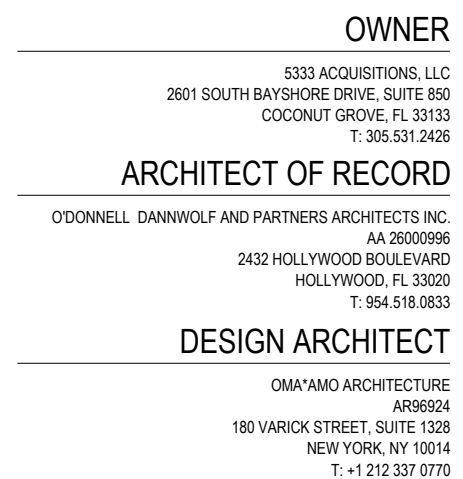 OWNER
5333 ACQUISITIONS, LLC
2601 SOUTH BAYSHORE DRIVE, SUITE 850
COCONUT GROVE, FL 33133
T: 305.531.2426
ARCHITECT OF RECORD
O'DONNELL  DANNWOLF AND PARTNERS ARCHITECTS INC.
AA 26000996
2432 HOLLYWOOD BOULEVARD
HOLLYWOOD, FL 33020
T: 954.518.0833
DESIGN ARCHITECT
OMA*AMO ARCHITECTURE
AR96924
180 VARICK STREET, SUITE 1328
NEW YORK, NY 10014
T: +1 212 337 0770